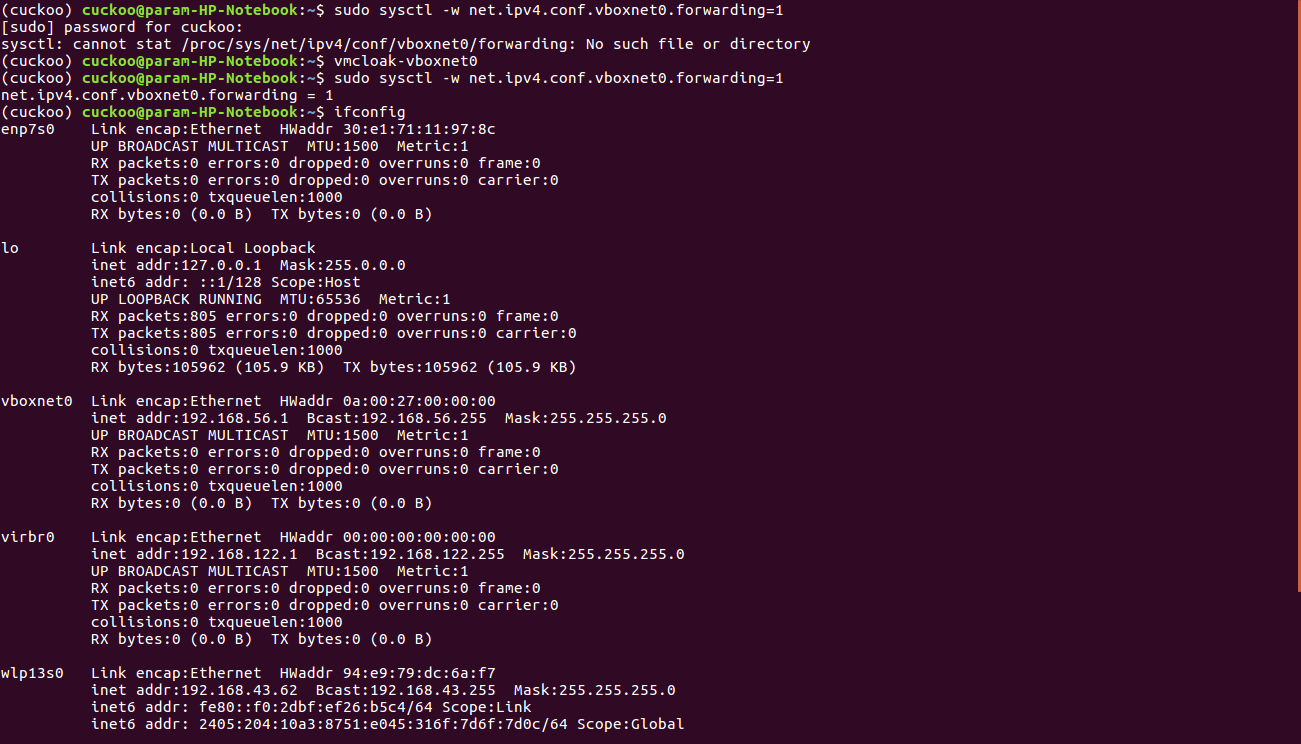 (cuckoo) cuckoo@param-HP-Notebook:~$ sudo sysctl -w net.ipv4.conf.vboxnet0.forwarding=1
[sudo] password for cuckoo:
sysctl: cannot stat /proc/sys/net/ipv4/conf/vboxnet0/forwarding: No such file or directory
(cuckoo) cuckoo@param-HP-Notebook:~$ vmcloak-vboxnet0
(cuckoo) cuckoo@param-HP-Notebook:~$ sudo sysctl -w net.ipv4.conf.vboxnet0.forwarding=1
net.ipv4.conf.vboxnet0.forwarding = 1
(cuckoo) cuckoo@param-HP-Notebook:~$ ifconfig
enp7s0    Link encap:Ethernet  HWaddr 30:e1:71:11:97:8c
          UP BROADCAST MULTICAST  MTU:1500  Metric:1
          RX packets:0 errors:0 dropped:0 overruns:0 frame:0
          TX packets:0 errors:0 dropped:0 overruns:0 carrier:0
          collisions:0 txqueuelen:1000
          RX bytes:0 (0.0 B)  TX bytes:0 (0.0 B)

lo        Link encap:Local Loopback
          inet addr:127.0.0.1  Mask:255.0.0.0
          inet6 addr: ::1/128 Scope:Host
          UP LOOPBACK RUNNING  MTU:65536  Metric:1
          RX packets:805 errors:0 dropped:0 overruns:0 frame:0
          TX packets:805 errors:0 dropped:0 overruns:0 carrier:0
          collisions:0 txqueuelen:1000
          RX bytes:105962 (105.9 KB)  TX bytes:105962 (105.9 KB)

vboxnet0  Link encap:Ethernet  HWaddr 0a:00:27:00:00:00
          inet addr:192.168.56.1  Bcast:192.168.56.255  Mask:255.255.255.0
          UP BROADCAST MULTICAST  MTU:1500  Metric:1
          RX packets:0 errors:0 dropped:0 overruns:0 frame:0
          TX packets:0 errors:0 dropped:0 overruns:0 carrier:0
          collisions:0 txqueuelen:1000
          RX bytes:0 (0.0 B)  TX bytes:0 (0.0 B)

virbr0    Link encap:Ethernet  HWaddr 00:00:00:00:00:00
          inet addr:192.168.122.1  Bcast:192.168.122.255  Mask:255.255.255.0
          UP BROADCAST MULTICAST  MTU:1500  Metric:1
          RX packets:0 errors:0 dropped:0 overruns:0 frame:0
          TX packets:0 errors:0 dropped:0 overruns:0 carrier:0
          collisions:0 txqueuelen:1000
          RX bytes:0 (0.0 B)  TX bytes:0 (0.0 B)

wlp13s0   Link encap:Ethernet  HWaddr 94:e9:79:dc:6a:f7
          inet addr:192.168.43.62  Bcast:192.168.43.255  Mask:255.255.255.0
          inet6 addr: fe80::f0:2dbf:ef26:b5c4/64 Scope:Link
          inet6 addr: 2405:204:10a3:8751:e045:316f:7d6f:7d0c/64 Scope:Global